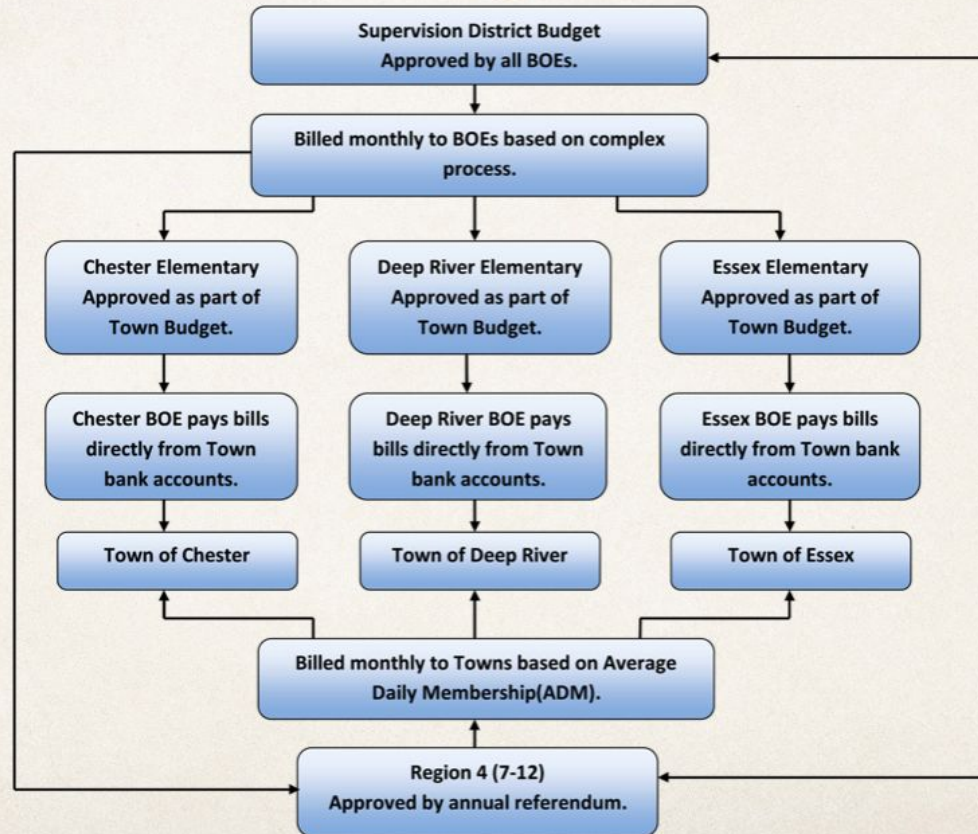 Supervision District Budget
Approved by all BOEs.
Billed monthly to BOEs based on complex
process.
Chester Elementary
Approved as part of
Town Budget.
Deep River Elementary
Approved as part of
Town Budget.
Essex Elementary
Approved as part of
Town Budget.
Chester BOE pays bills
directly from Town
bank accounts.
Deep River BOE pays
bills directly from Town
bank accounts.
Essex BOE pays bills
directly from Town bank
accounts.
Town of Chester
Town of Deep River
Town of Essex
Billed monthly to Towns based on Average
Daily Membership(ADM).
Region 4 (7-12)
Approved by annual referendum.